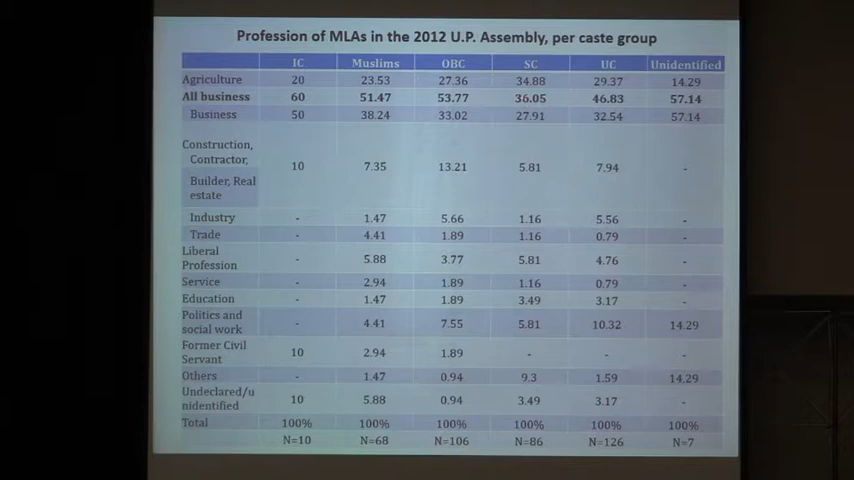 Profession of MLAs in the 2012 U.P. Assembly, per caste group
IC Muslims OBC SC UC Unidentified
Agriculture 20 23.53 27.36 34.88 29.37 14.29
All business 60 51.47 53.77 36.05 46.83 57.14
Business 50 38.24 33.02 27.91 32.54 57.14
Construction,
Contractor,
Builder, Real
estate 10 7.35 13.21 5.81 7.94 -
Industry - 1.47 5.66 1.16 5.56 -
Trade - 4.41 1.89 1.16 0.79 -
Liberal
Profession - 5.88 3.77 5.81 4.76 -
Service - 2.94 1.89 1.16 0.79 -
Education - 1.47 1.89 3.49 3.17 -
Politics and
social work - 4.41 7.55 5.81 10.32 14.29
Former Civil
Servant 10 2.94 1.89 - - -
Others - 1.47 0.94 9.3 1.59 14.29
Undeclared/u
nidentified 10 5.88 0.94 3.49 3.17 -
Total 100% 100% 100% 100% 100% 100%
N=10 N=68 N=106 N=86 N=126 N=7